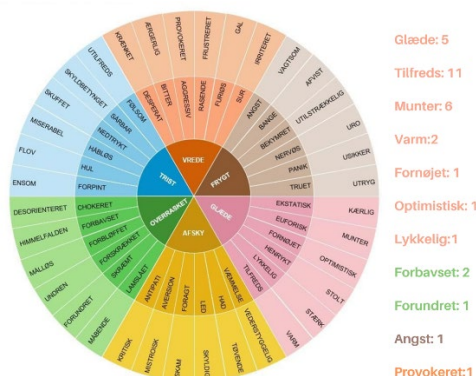 KRÆNKET
ÆRGERLIG
PROVOKERET
FRUSTRERET
GAL
IRRITERET
VAGTSOM
AFVIST
UTILSTRÆKKELIG
URO
USIKKER
UTRYG
KÆRLIG
MUNTER
OPTIMISTISK
STOLT
STÆRK
VARM
VEDERSTYGGELIG
TØVENDE
SKYLDIG
SKAM
MISTROISK
KRITISK
MÅBENDE
FORUNDRET
UNDREN
MÅLLØS
HIMMELFALDEN
DESORIENTERET
ENSOM
FLOV
MISERABEL
SKUFFET
SKYLDBETYNGET
UTILFREDS
DESPERAT
BITTER
AGGRESSIV
RASENDE
FURIØS
SUR
ANGST
BANGE
BEKYMRET
NERVØS
PANIK
TRUET
EKSTATISK
EUFORISK
FORNØJET
HENRYKT
LYKKELIG
TILFREDS
VÆMMELSE
HAD
LED
FORAGT
AVERSION
ANTIPATI
LAMSLÅET
SKRÆMT
FORSKRÆKKET
FORBLØFFET
FORBAVSET
CHOKERET
FORPINT
HUL
HÅBLØS
NEDTRYKT
SÅRBAR
FØLSOM
VREDE
FRYGT
GLÆDE
AFSKY
OVERRASKET
TRIST
Glæde: 5
Tilfreds: 11
Munter: 6
Varm:2
Fornøjet: 1
Optimistisk: 1
Lykkelig: 1
Forbavset: 2
Forundret: 1
Angst: 1
Provokeret:1